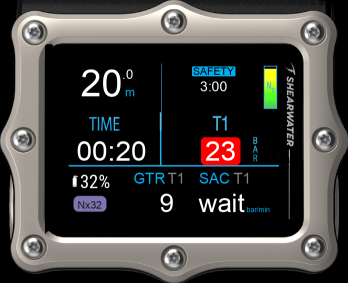 20.0 m
SAFETY
3:00
N₂
SHEARWATER
TIME
T1
00:20
23
BAR
32%
GTR T1
SAC T1
Nx32
9
wait bar/min